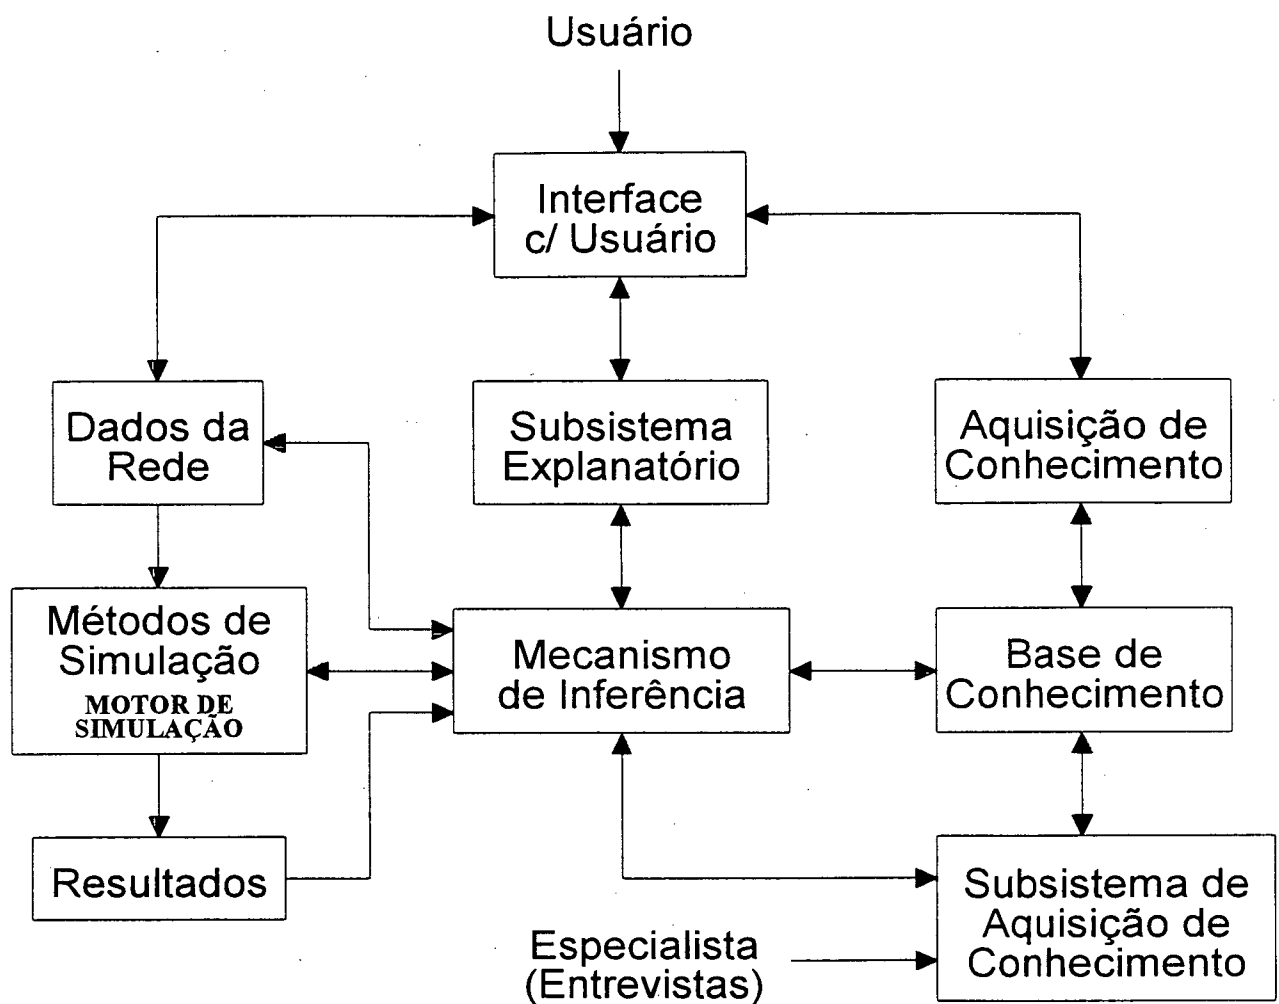 Usuário
Interface
c/ Usuário
Dados da
Rede
Subsistema
Explanatório
Aquisição de
Conhecimento
Métodos de
Simulação
MOTOR DE
SIMULAÇÃO
Mecanismo
de Inferência
Base de
Conhecimento
Resultados
Subsistema de
Aquisição de
Conhecimento
Especialista
(Entrevistas)